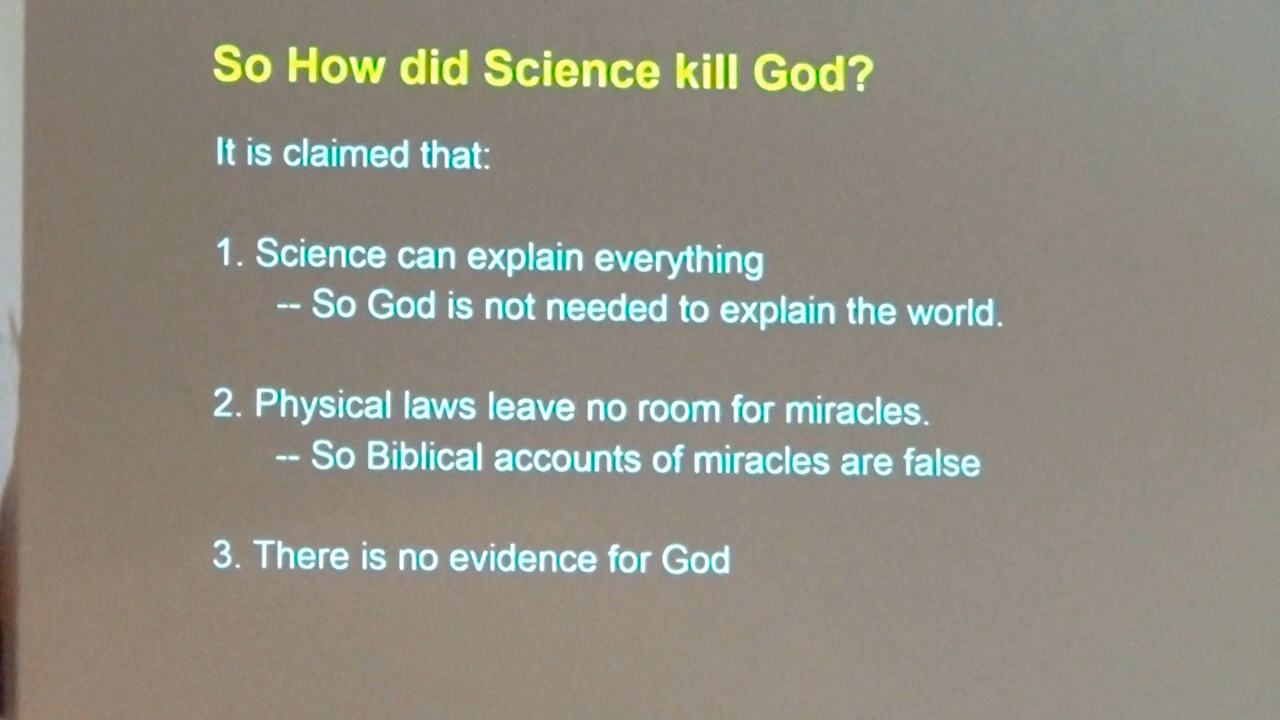 So How did Science kill God?
It is claimed that:
1. Science can explain everything
-- So God is not needed to explain the world.
2. Physical laws leave no room for miracles.
-- So Biblical accounts of miracles are false
3. There is no evidence for God